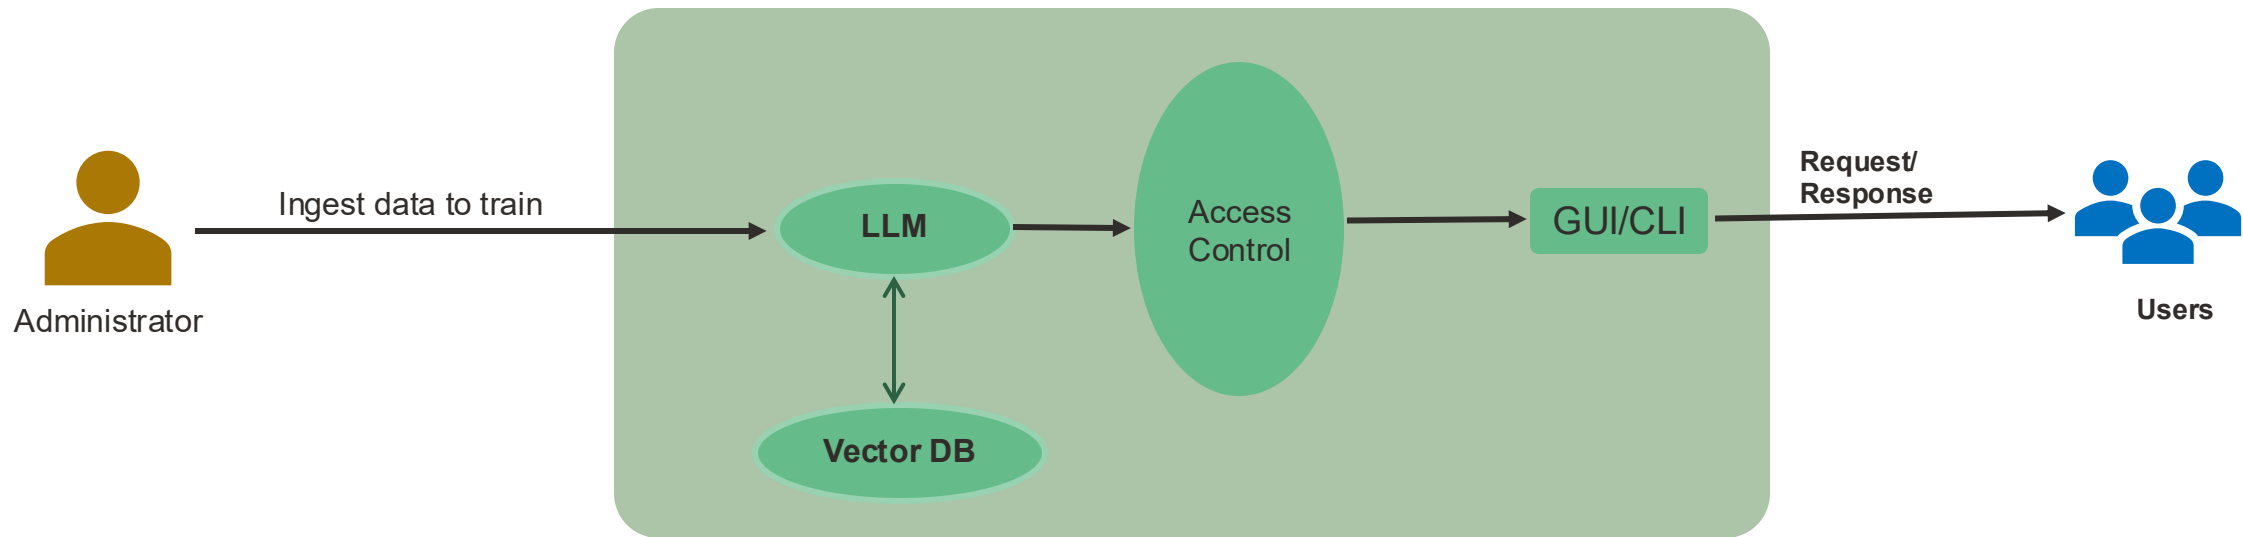 Administrator
Ingest data to train
LLM
Vector DB
Access
Control
GUI/CLI
Request/
Response
Users